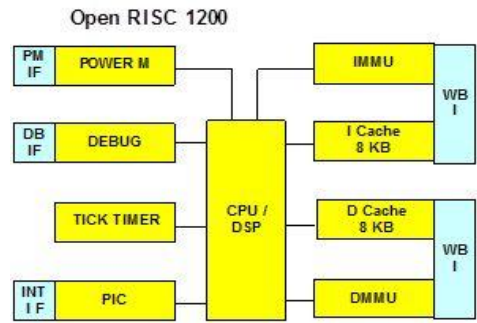 Open RISC 1200
PM
IF
POWER M
IMMU
WB
I
DB
IF
DEBUG
I Cache
8 KB
TICK TIMER
CPU /
DSP
D Cache
8 KB
WB
I
INT
I F
PIC
DMMU